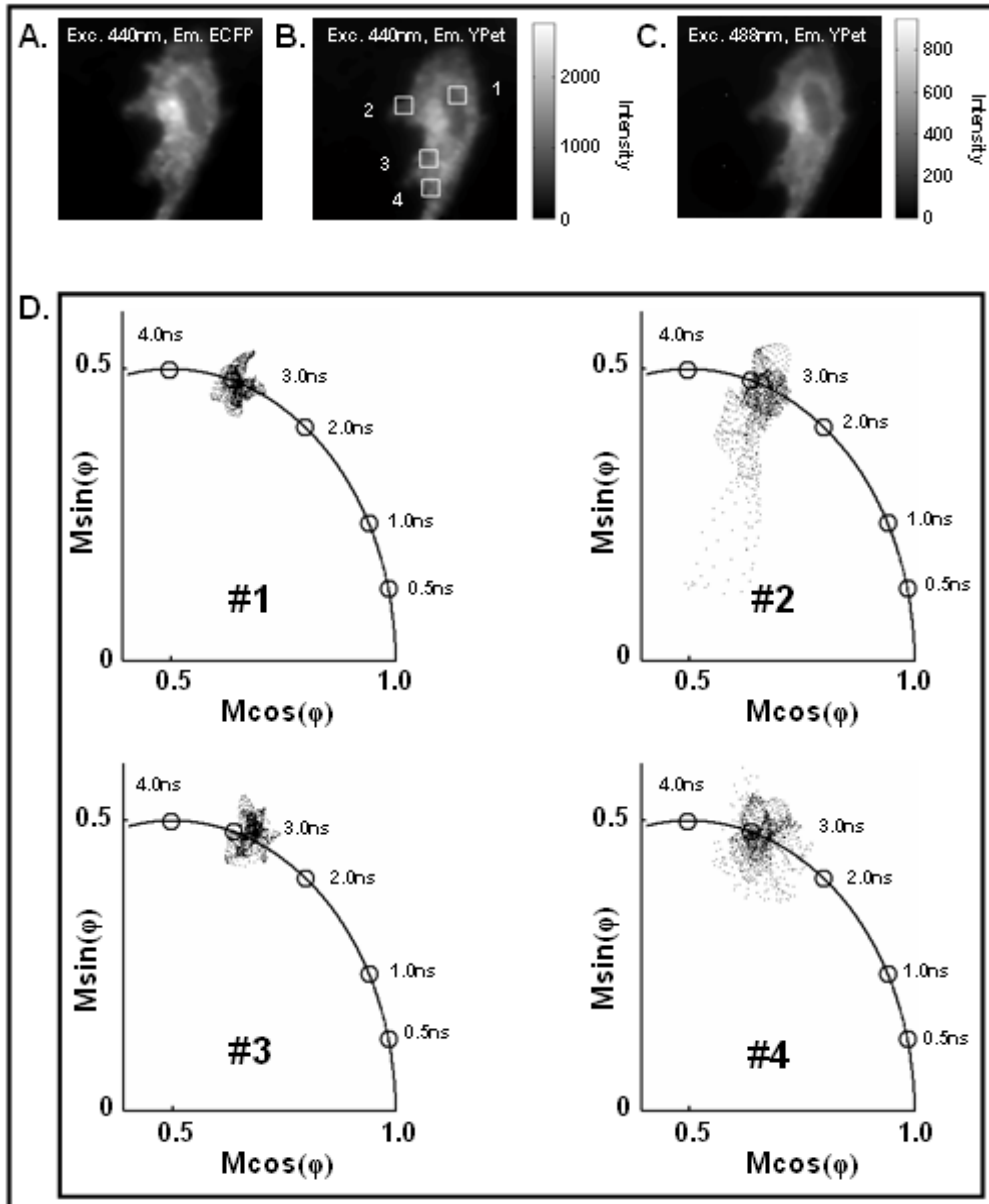 A.
Exc. 440nm, Em. ECFP
B.
Exc. 440nm, Em. YPet
1
2
3
4
2000
1000
0
Intensity
C.
Exc. 488nm, Em. YPet
800
600
400
200
0
Intensity
D.
4.0ns
3.0ns
2.0ns
1.0ns
0.5ns
0.5
0
Msin(φ)
#1
0.5
1.0
Mcos(φ)
4.0ns
3.0ns
2.0ns
1.0ns
0.5ns
0.5
0
Msin(φ)
#2
0.5
1.0
Mcos(φ)
4.0ns
3.0ns
2.0ns
1.0ns
0.5ns
0.5
0
Msin(φ)
#3
0.5
1.0
Mcos(φ)
4.0ns
3.0ns
2.0ns
1.0ns
0.5ns
0.5
0
Msin(φ)
#4
0.5
1.0
Mcos(φ)